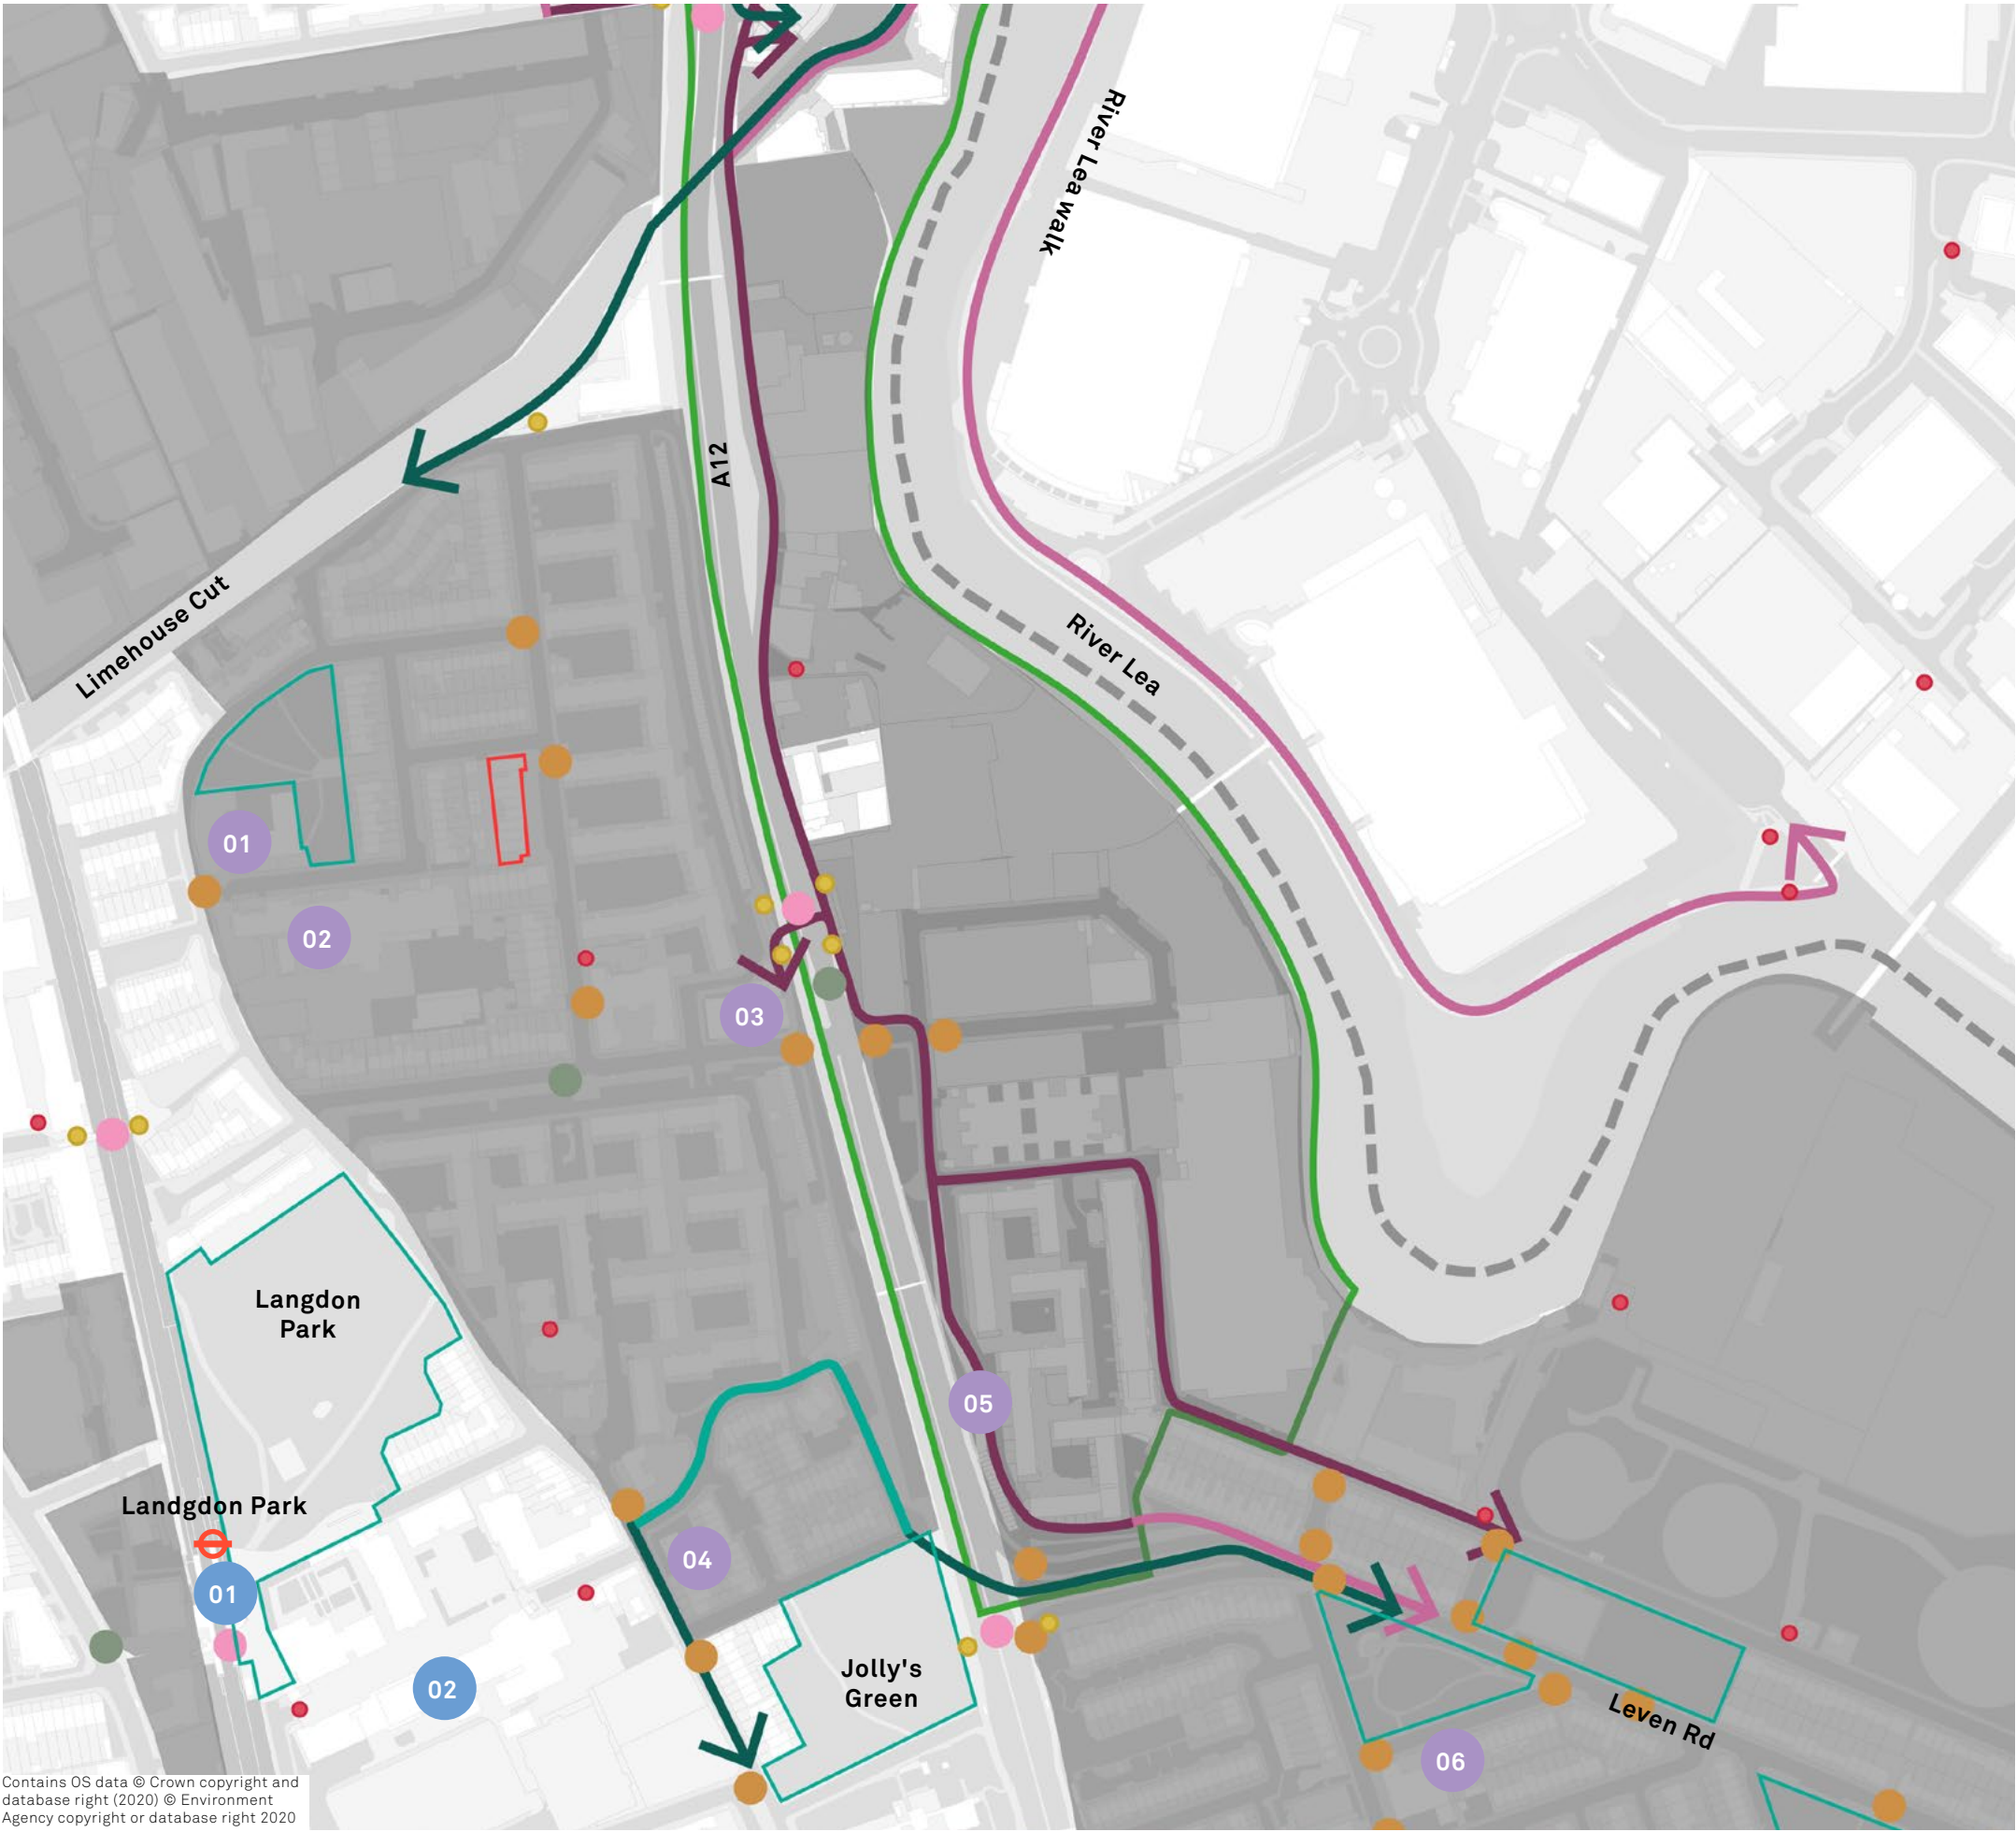 River Lea walk
A12
Limehouse Cut
River Lea
01
02
03
Langdon
Park
05
Landgdon Park
04
01
Jolly's
Green
02
Leven Rd
06
Contains OS data © Crown copyright and
database right (2020) © Environment
Agency copyright or database right 2020